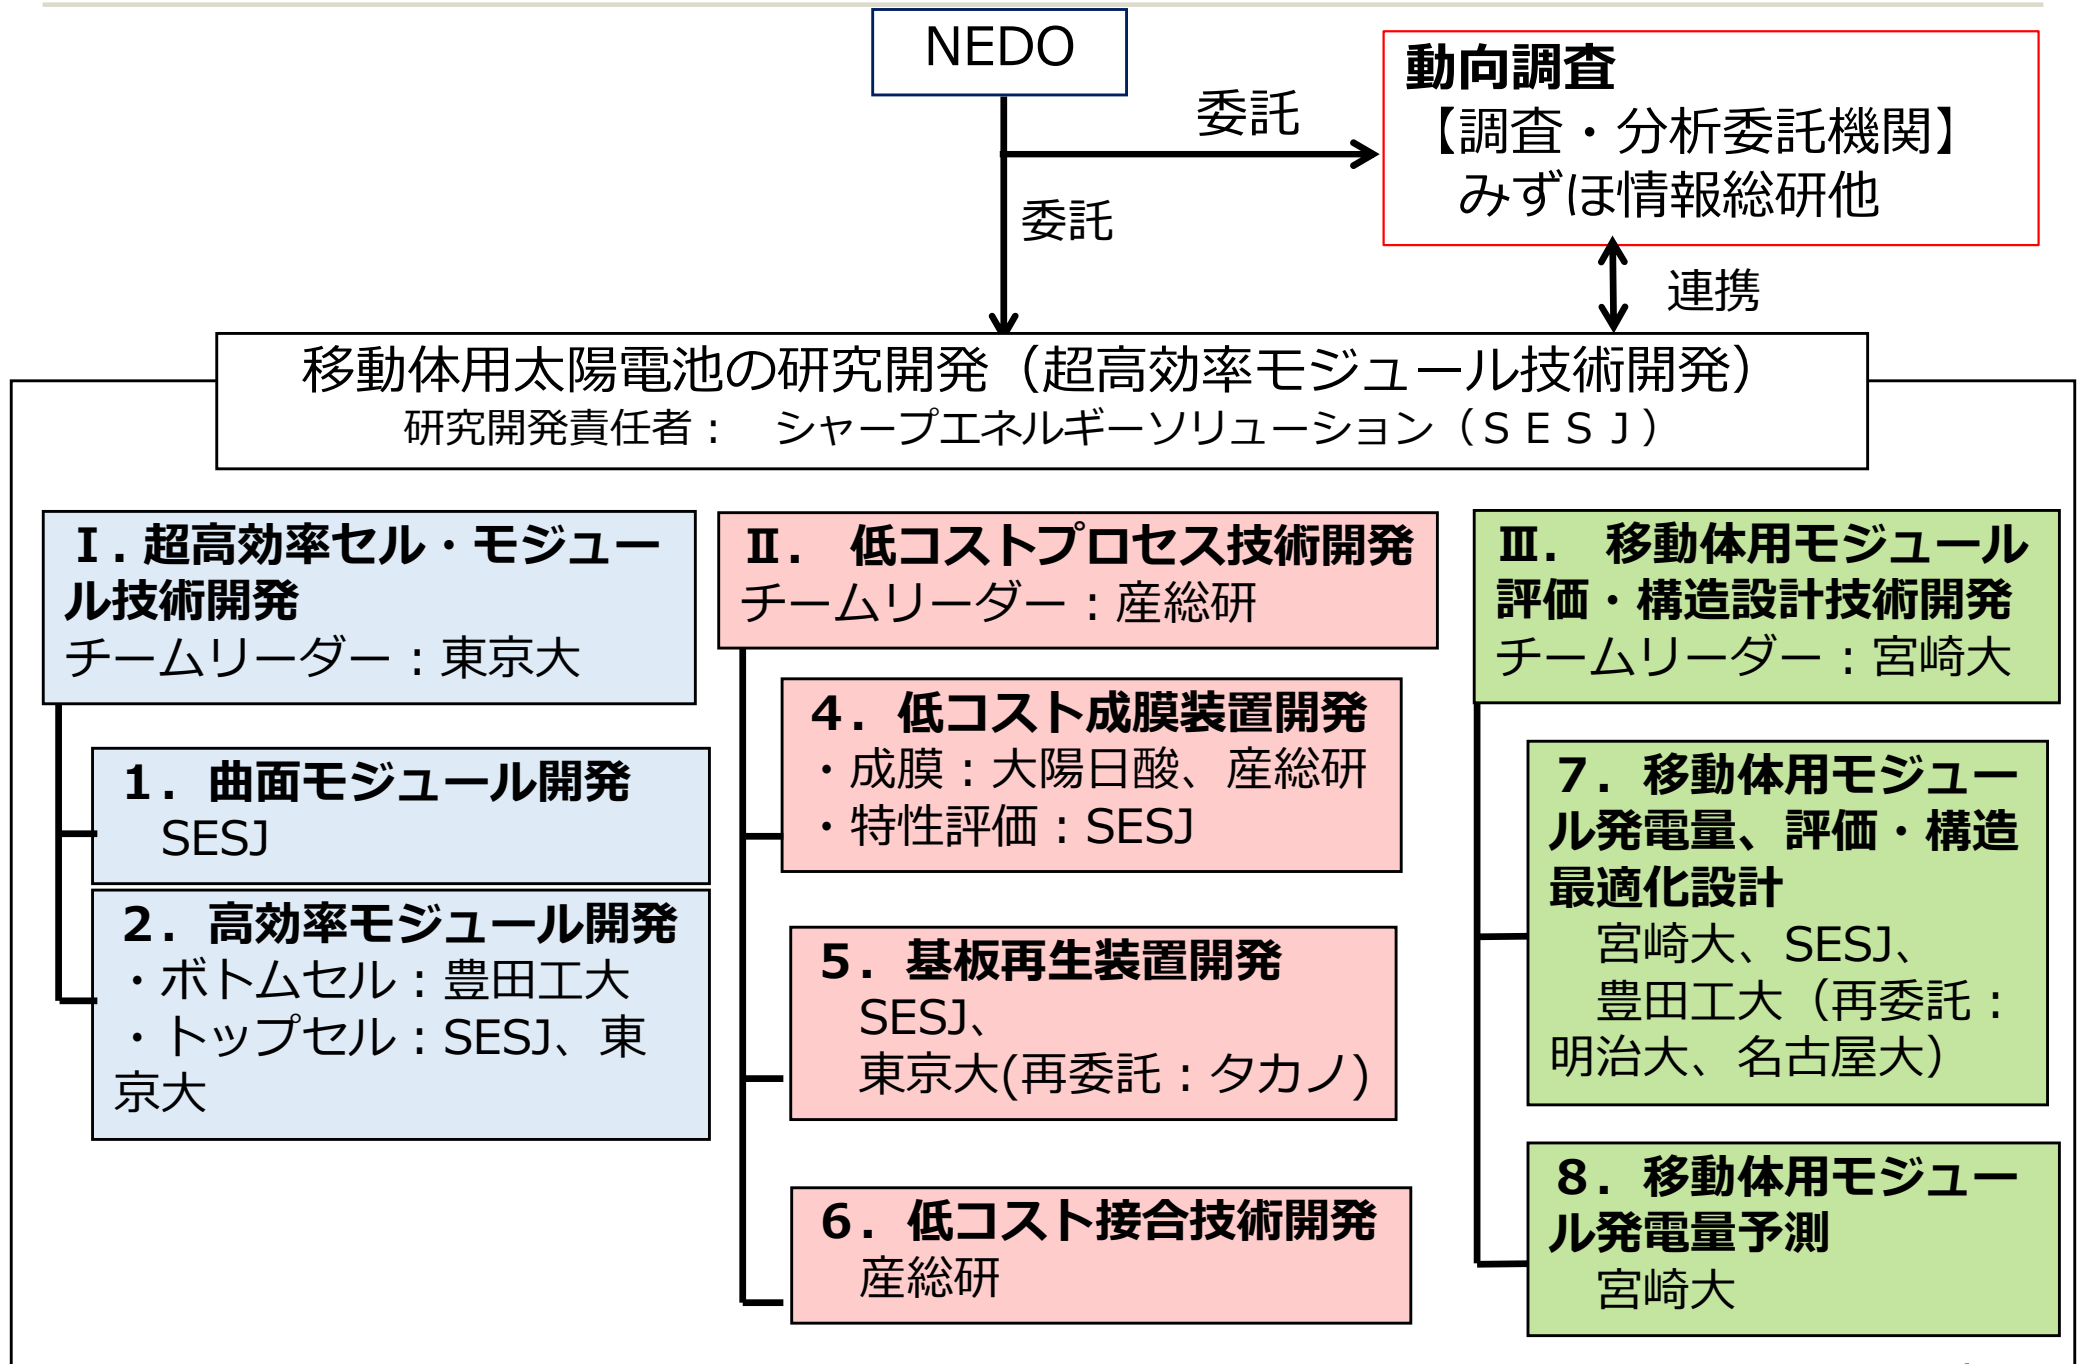 NEDO
動向調査
【調査・分析委託機関】
みずほ情報総研他
委託
委託
連携
移動体用太陽電池の研究開発（超高効率モジュール技術開発）
研究開発責任者： シャープエネルギーソリューション（ＳＥＳＪ）
Ⅰ．超高効率セル・モジュー
ル技術開発
チームリーダー：東京大
１．曲面モジュール開発
SESJ
２．高効率モジュール開発
・ボトムセル：豊田工大
・トップセル：SESJ、東
京大
Ⅱ． 低コストプロセス技術開発
チームリーダー：産総研
４．低コスト成膜装置開発
・成膜：大陽日酸、産総研
・特性評価：SESJ
５．基板再生装置開発
SESJ、
東京大(再委託：タカノ)
６．低コスト接合技術開発
産総研
Ⅲ． 移動体用モジュール
評価・構造設計技術開発
チームリーダー：宮崎大
７．移動体用モジュー
ル発電量、評価・構造
最適化設計
宮崎大、SESJ、
豊田工大（再委託：
明治大、名古屋大）
８．移動体用モジュー
ル発電量予測
宮崎大